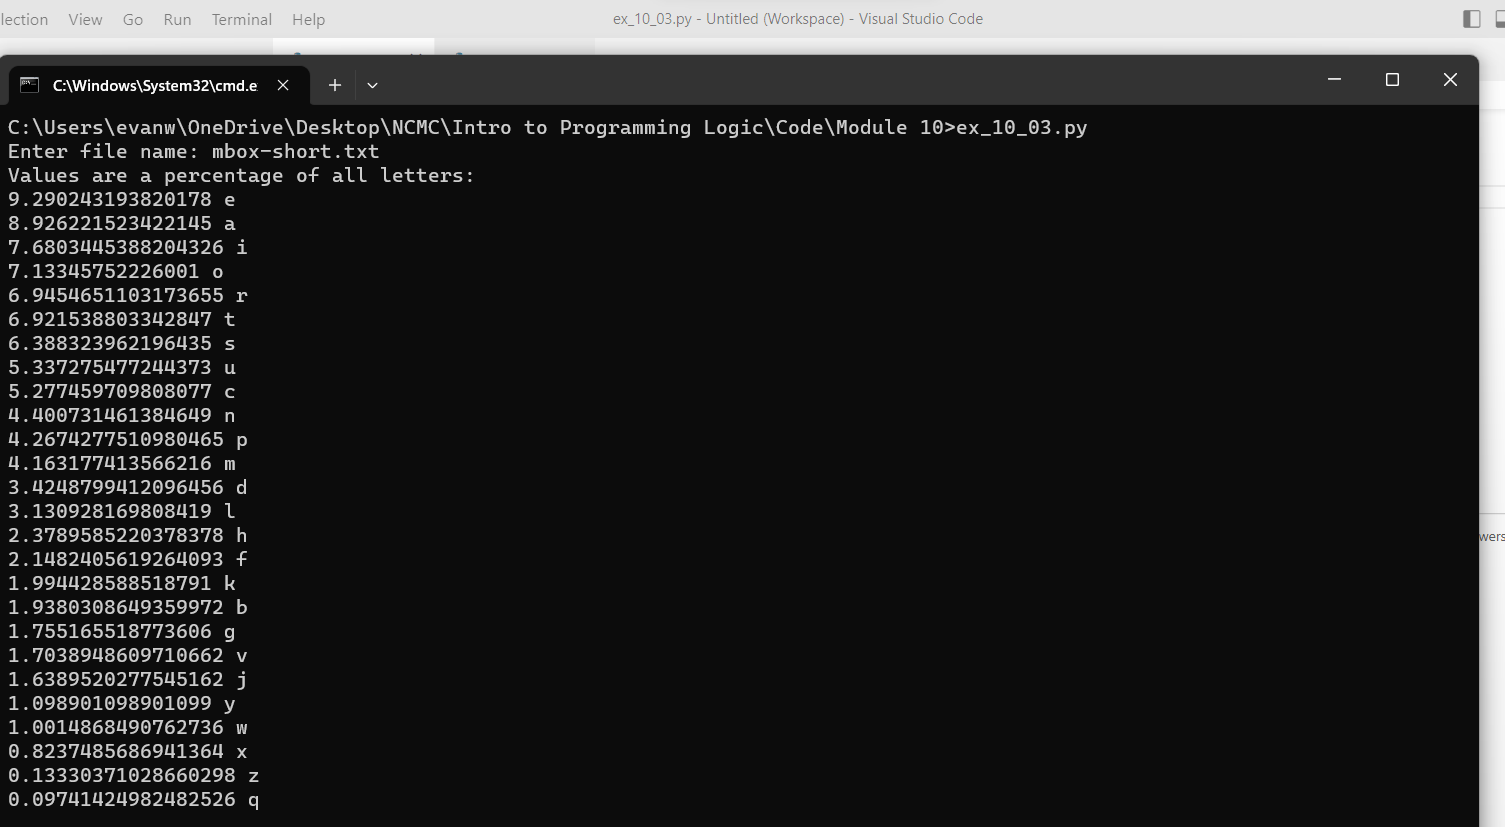 lection View Go Run Terminal Help ex_10_03.py - Untitled (Workspace) - Visual Studio Code
C:\Windows\System32\cmd.e
C:\Users\evanw\OneDrive\Desktop\NCMC\Intro to Programming Logic\Code\Module 10>ex_10_03.py
Enter file name: mbox-short.txt
Values are a percentage of all letters:
9.290243193820178 e
8.926221523422145 a
7.6803445388204326 i
7.13345752226001 o
6.9454651103173655 r
6.921538803342847 t
6.388323962196435 s
5.337275477244373 u
5.277459709808077 c
4.400731461384649 n
4.2674277510980465 p
4.163177413566216 m
3.4248799412096456 d
3.130928169808419 l
2.3789585220378378 h
2.1482405619264093 f
1.994428588518791 k
1.9380308649359972 b
1.755165518773606 g
1.7038948609710662 v
1.6389520277545162 j
1.098901098901099 y
1.0014868490762736 w
0.8237485686941364 x
0.13330371028660298 z
0.09741424982482526 q
wers